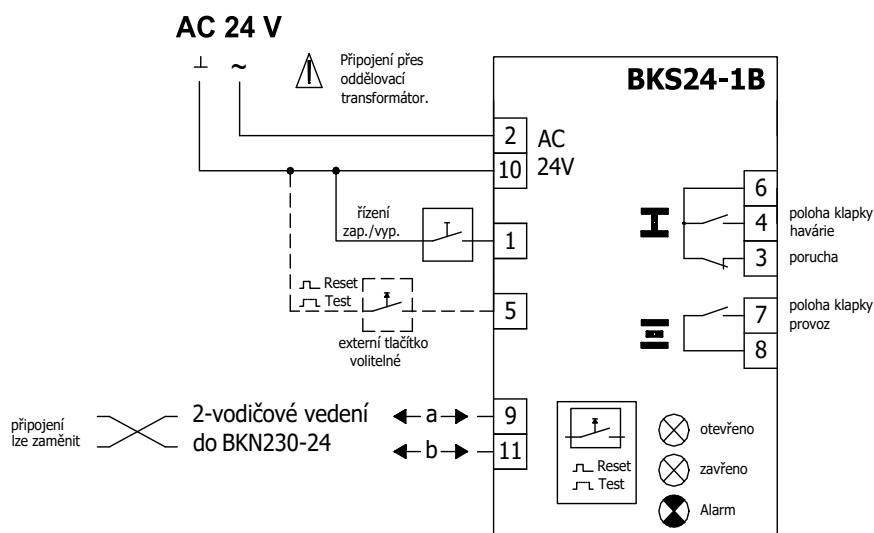 AC 24 V
⊥ ~
Připojení přes
oddělovací
transformátor.
BKS24-1B
2
10
AC
24V
řízení
zap./vyp.
1
Reset
Test
5
externí tlačítko
volitelné
připojení
lze zaměnit
2-vodičové vedení
do BKN230-24
a
b
9
11
6
4
3
poloha klapky
havárie
porucha
7
8
poloha klapky
provoz
Reset
Test
otevřeno
zavřeno
Alarm